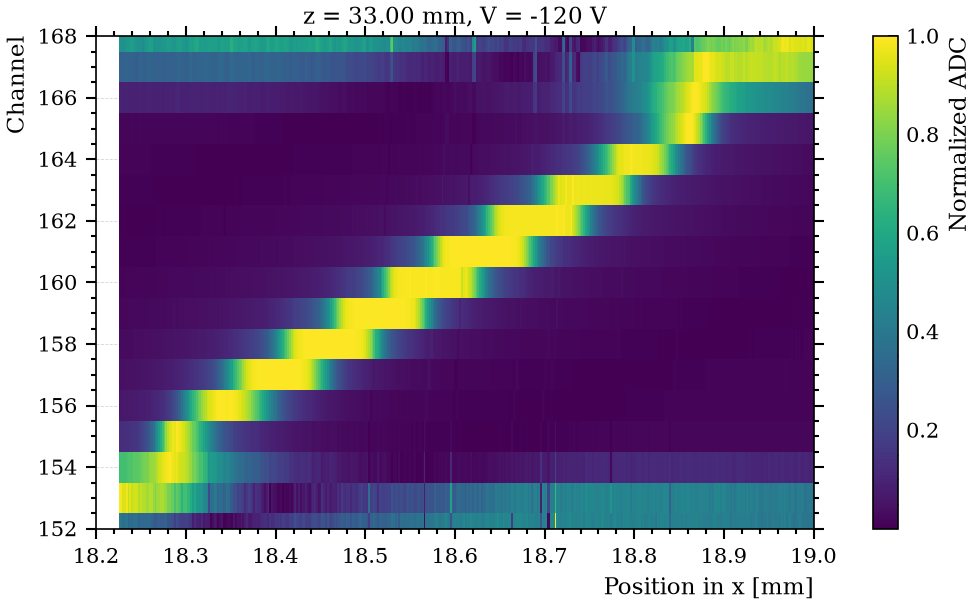 z = 33.00 mm, V = -120 V
Channel
168
166
164
162
160
158
156
154
152
18.2 18.3 18.4 18.5 18.6 18.7 18.8 18.9 19.0
Position in x [mm]
1.0
0.8
0.6
0.4
0.2
Normalized ADC